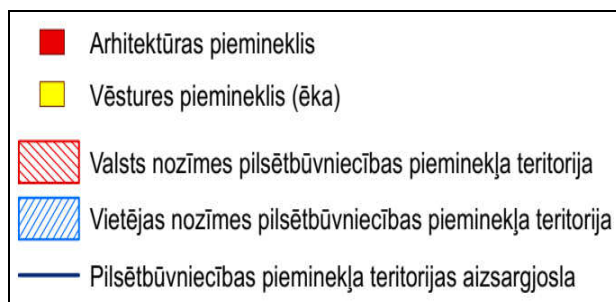 Arhitektūras piemineklis
Vēstures piemineklis (ēka)
Valsts nozīmes pilsētbūvniecības pieminekļa teritorija
Vietējas nozīmes pilsētbūvniecības pieminekļa teritorija
Pilsētbūvniecības pieminekļa teritorijas aizsargjosla